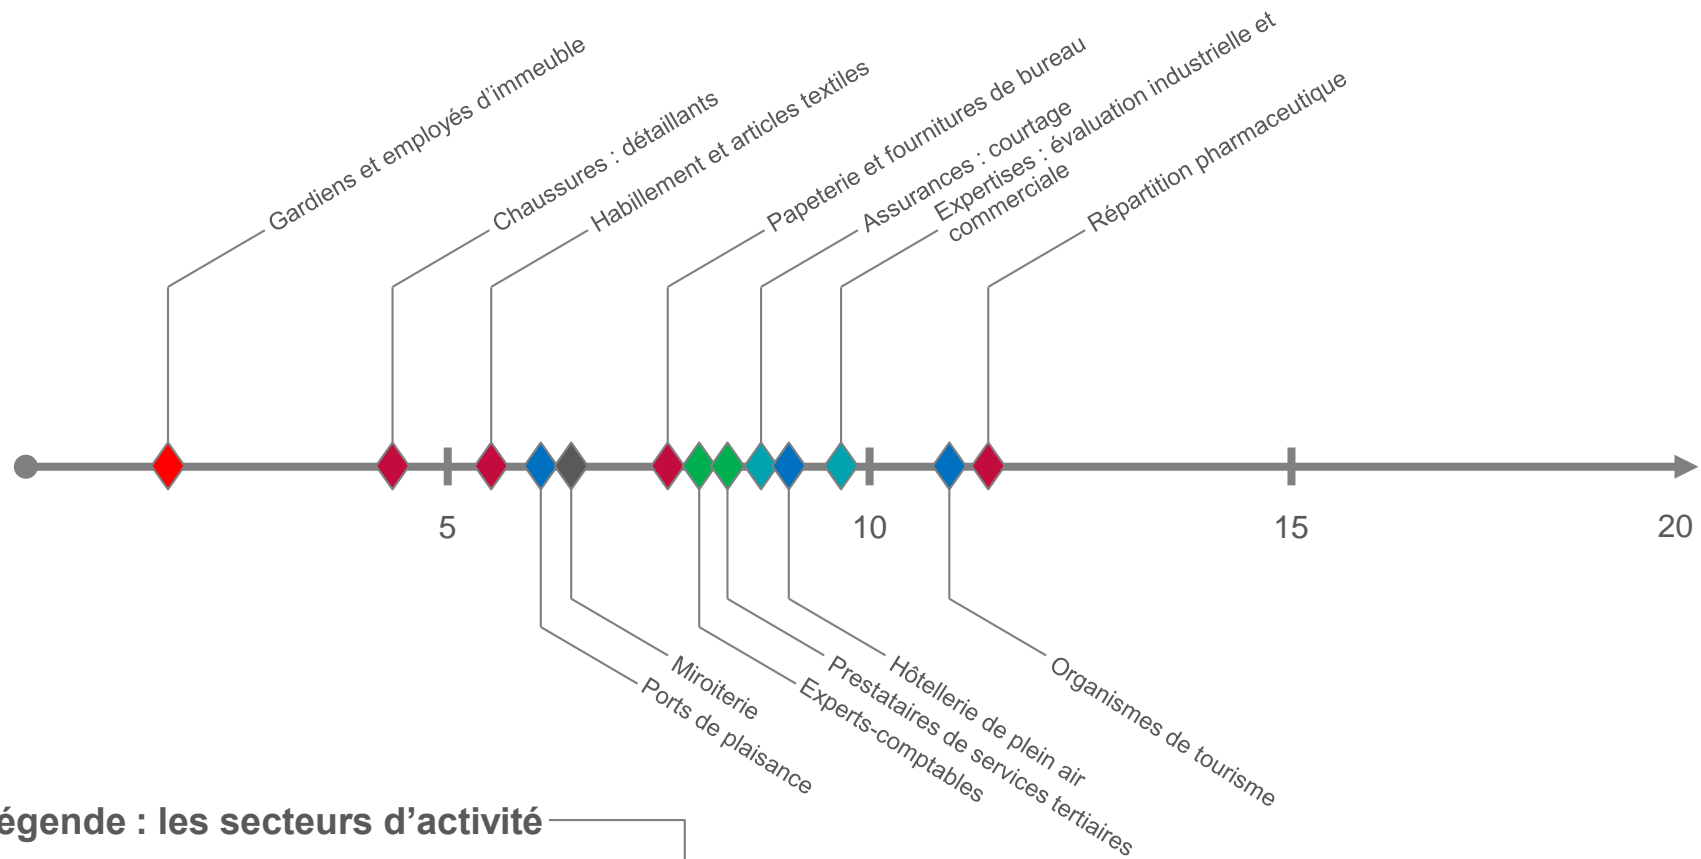 Gardiens et employés d’immeuble
Chaussures : détaillants
Habillement et articles textiles
Papeterie et fournitures de bureau
Assurances : courtage
Expertises : évaluation industrielle et
commerciale
Répartition pharmaceutique
5
10
15
20
Ports de plaisance
Miroiterie
Experts-comptables
Prestataires de services tertiaires
Hôtellerie de plein air
Organismes de tourisme
égende : les secteurs d’activité